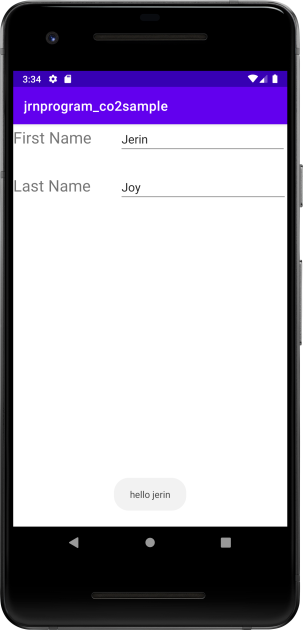 3:34
jrnprogram_co2sample
First Name Jerin
Last Name Joy
hello jerin